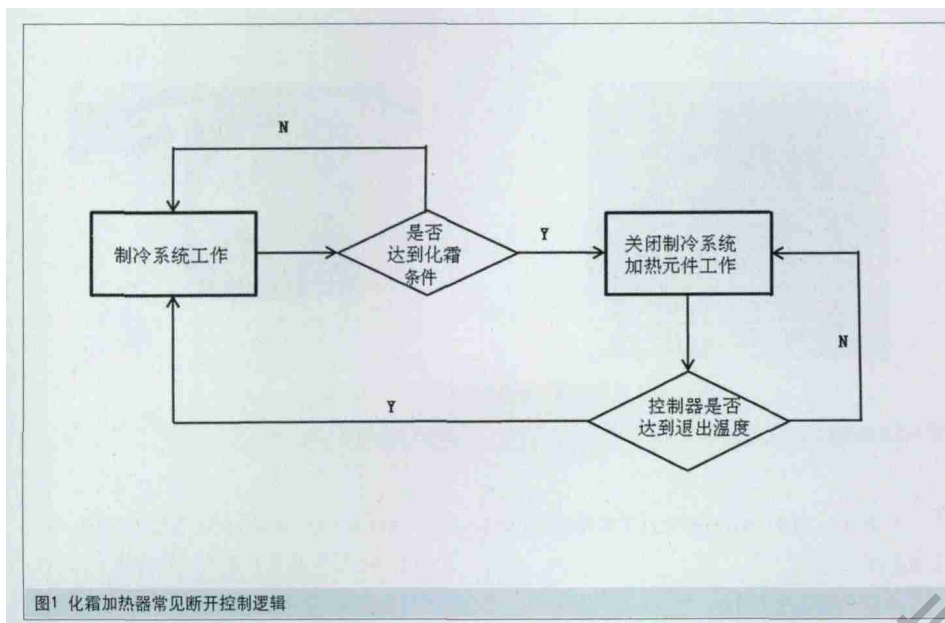 N
制冷系统工作
是否
达到化霜
条件
Y
关闭制冷系统
加热元件工作
N
Y
控制器是否
达到退出温度
图1 化霜加热器常见断开控制逻辑